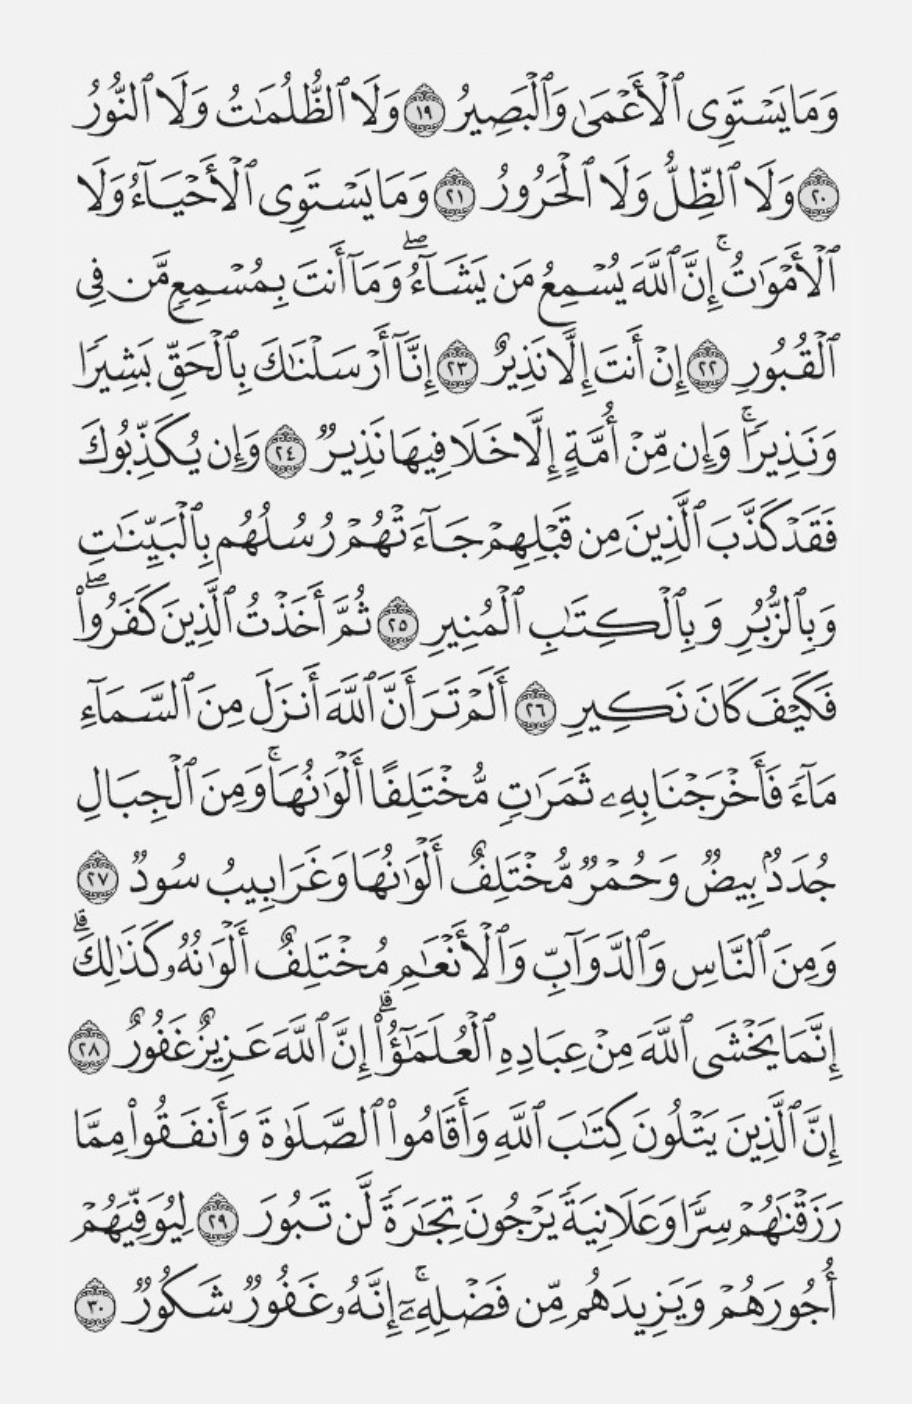 وَمَا يَسْتَوِى ٱلْأَعْمَىٰ وَٱلْبَصِيرُ ١٩ وَلَا ٱلظُّلُمَٰتُ وَلَا ٱلنُّورُ
٢٠ وَلَا ٱلظِّلُّ وَلَا ٱلْحَرُورُ ٢١ وَمَا يَسْتَوِى ٱلْأَحْيَآءُ وَلَا
ٱلْأَمْوَٰتُ ۚ إِنَّ ٱللَّهَ يُسْمِعُ مَن يَشَآءُ ۖ وَمَآ أَنتَ بِمُسْمِعٍ مَّن فِى
ٱلْقُبُورِ ٢٢ إِنْ أَنتَ إِلَّا نَذِيرٌ ٢٣ إِنَّآ أَرْسَلْنَٰكَ بِٱلْحَقِّ بَشِيرًا
وَنَذِيرًا ۚ وَإِن مِّنْ أُمَّةٍ إِلَّا خَلَا فِيهَا نَذِيرٌ ٢٤ وَإِن يُكَذِّبُوكَ
فَقَدْ كَذَّبَ ٱلَّذِينَ مِن قَبْلِهِمْ جَآءَتْهُمْ رُسُلُهُم بِٱلْبَيِّنَٰتِ
وَبِٱلزُّبُرِ وَبِٱلْكِتَٰبِ ٱلْمُنِيرِ ٢٥ ثُمَّ أَخَذْتُ ٱلَّذِينَ كَفَرُوا۟ ۖ
فَكَيْفَ كَانَ نَكِيرِ ٢٦ أَلَمْ تَرَ أَنَّ ٱللَّهَ أَنزَلَ مِنَ ٱلسَّمَآءِ
مَآءً فَأَخْرَجْنَا بِهِۦ ثَمَرَٰتٍ مُّخْتَلِفًا أَلْوَٰنُهَا ۚ وَمِنَ ٱلْجِبَالِ
جُدَدٌۢ بِيضٌ وَحُمْرٌ مُّخْتَلِفٌ أَلْوَٰنُهَا وَغَرَابِيبُ سُودٌ ٢٧
وَمِنَ ٱلنَّاسِ وَٱلدَّوَآبِّ وَٱلْأَنْعَٰمِ مُخْتَلِفٌ أَلْوَٰنُهُۥ كَذَٰلِكَ ۗ
إِنَّمَا يَخْشَى ٱللَّهَ مِنْ عِبَادِهِ ٱلْعُلَمَٰٓؤُا۟ ۗ إِنَّ ٱللَّهَ عَزِيزٌ غَفُورٌ ٢٨
إِنَّ ٱلَّذِينَ يَتْلُونَ كِتَٰبَ ٱللَّهِ وَأَقَامُوا۟ ٱلصَّلَوٰةَ وَأَنفَقُوا۟ مِمَّا
رَزَقْنَٰهُمْ سِرًّا وَعَلَانِيَةً يَرْجُونَ تِجَٰرَةً لَّن تَبُورَ ٢٩ لِيُوَفِّيَهُمْ
أُجُورَهُمْ وَيَزِيدَهُم مِّن فَضْلِهِۦٓ ۚ إِنَّهُۥ غَفُورٌ شَكُورٌ ٣٠